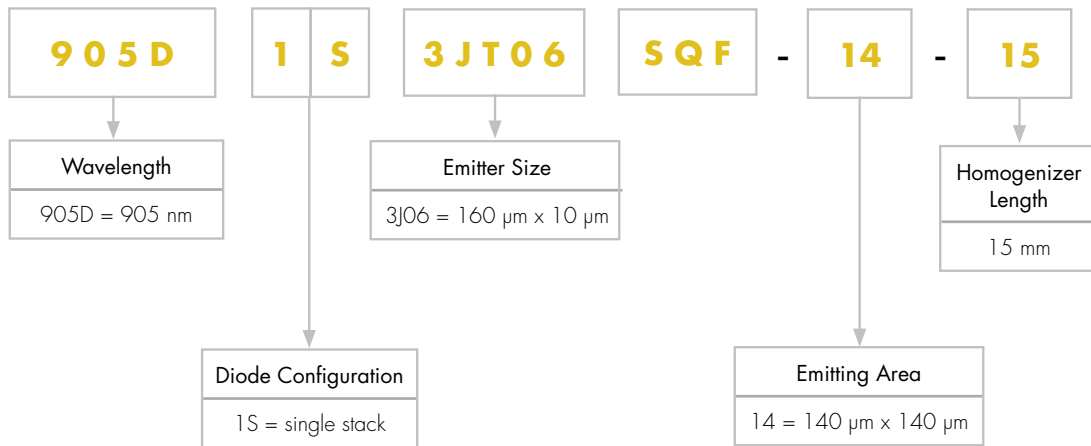 905D 1 S 3JT06 SQF - 14 - 15
Wavelength
905D = 905 nm
Emitter Size
3J06 = 160 µm x 10 µm
Homogenizer
Length
15 mm
Diode Configuration
1S = single stack
Emitting Area
14 = 140 µm x 140 µm